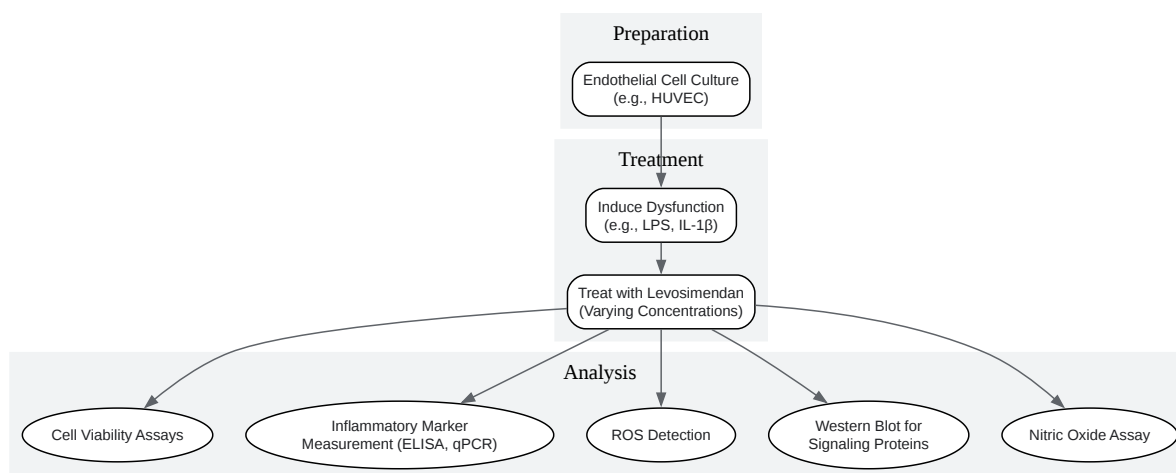 Preparation
Endothelial Cell Culture
(e.g., HUVEC)
Treatment
Induce Dysfunction
(e.g., LPS, IL-1β)
Treat with Levosimendan
(Varying Concentrations)
Analysis
Cell Viability Assays
Inflammatory Marker
Measurement (ELISA, qPCR)
ROS Detection
Western Blot for
Signaling Proteins
Nitric Oxide Assay